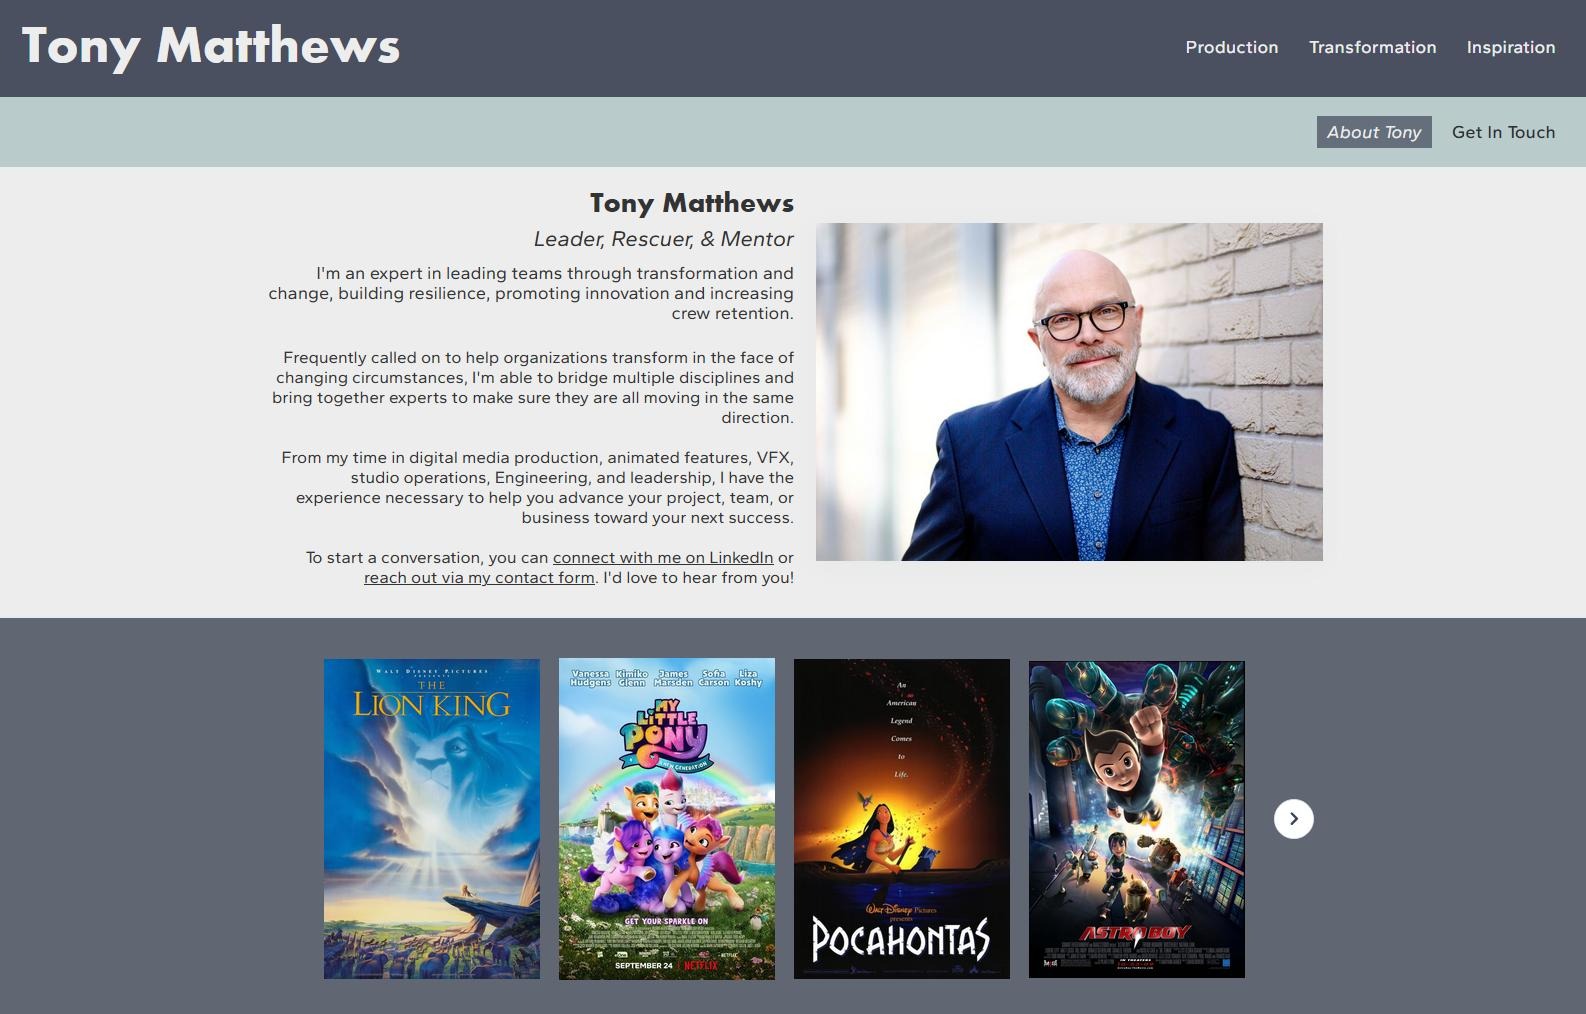 Tony Matthews
Production
Transformation
Inspiration
About Tony
Get In Touch
Tony Matthews
Leader, Rescuer, & Mentor
I'm an expert in leading teams through transformation and
change, building resilience, promoting innovation and increasing
crew retention.
Frequently called on to help organizations transform in the face of
changing circumstances, I'm able to bridge multiple disciplines and
bring together experts to make sure they are all moving in the same
direction.
From my time in digital media production, animated features, VFX,
studio operations, Engineering, and leadership, I have the
experience necessary to help you advance your project, team, or
business toward your next success.
To start a conversation, you can connect with me on LinkedIn or
reach out via my contact form. I'd love to hear from you!
WALT DISNEY PICTURES
PRESENTS
THE
LION KING
Vanessa Hudgens
Kimiko Glenn
James Marsden
Sofia Carson
Liza Koshy
MY
LITTLE
PONY
A NEW GENERATION
GET YOUR SPARKLE ON
SEPTEMBER 24 | NETFLIX
An
American
Legend
Comes
to
Life.
Walt Disney Pictures
presents
POCAHONTAS
ASTRO BOY
IN THEATERS